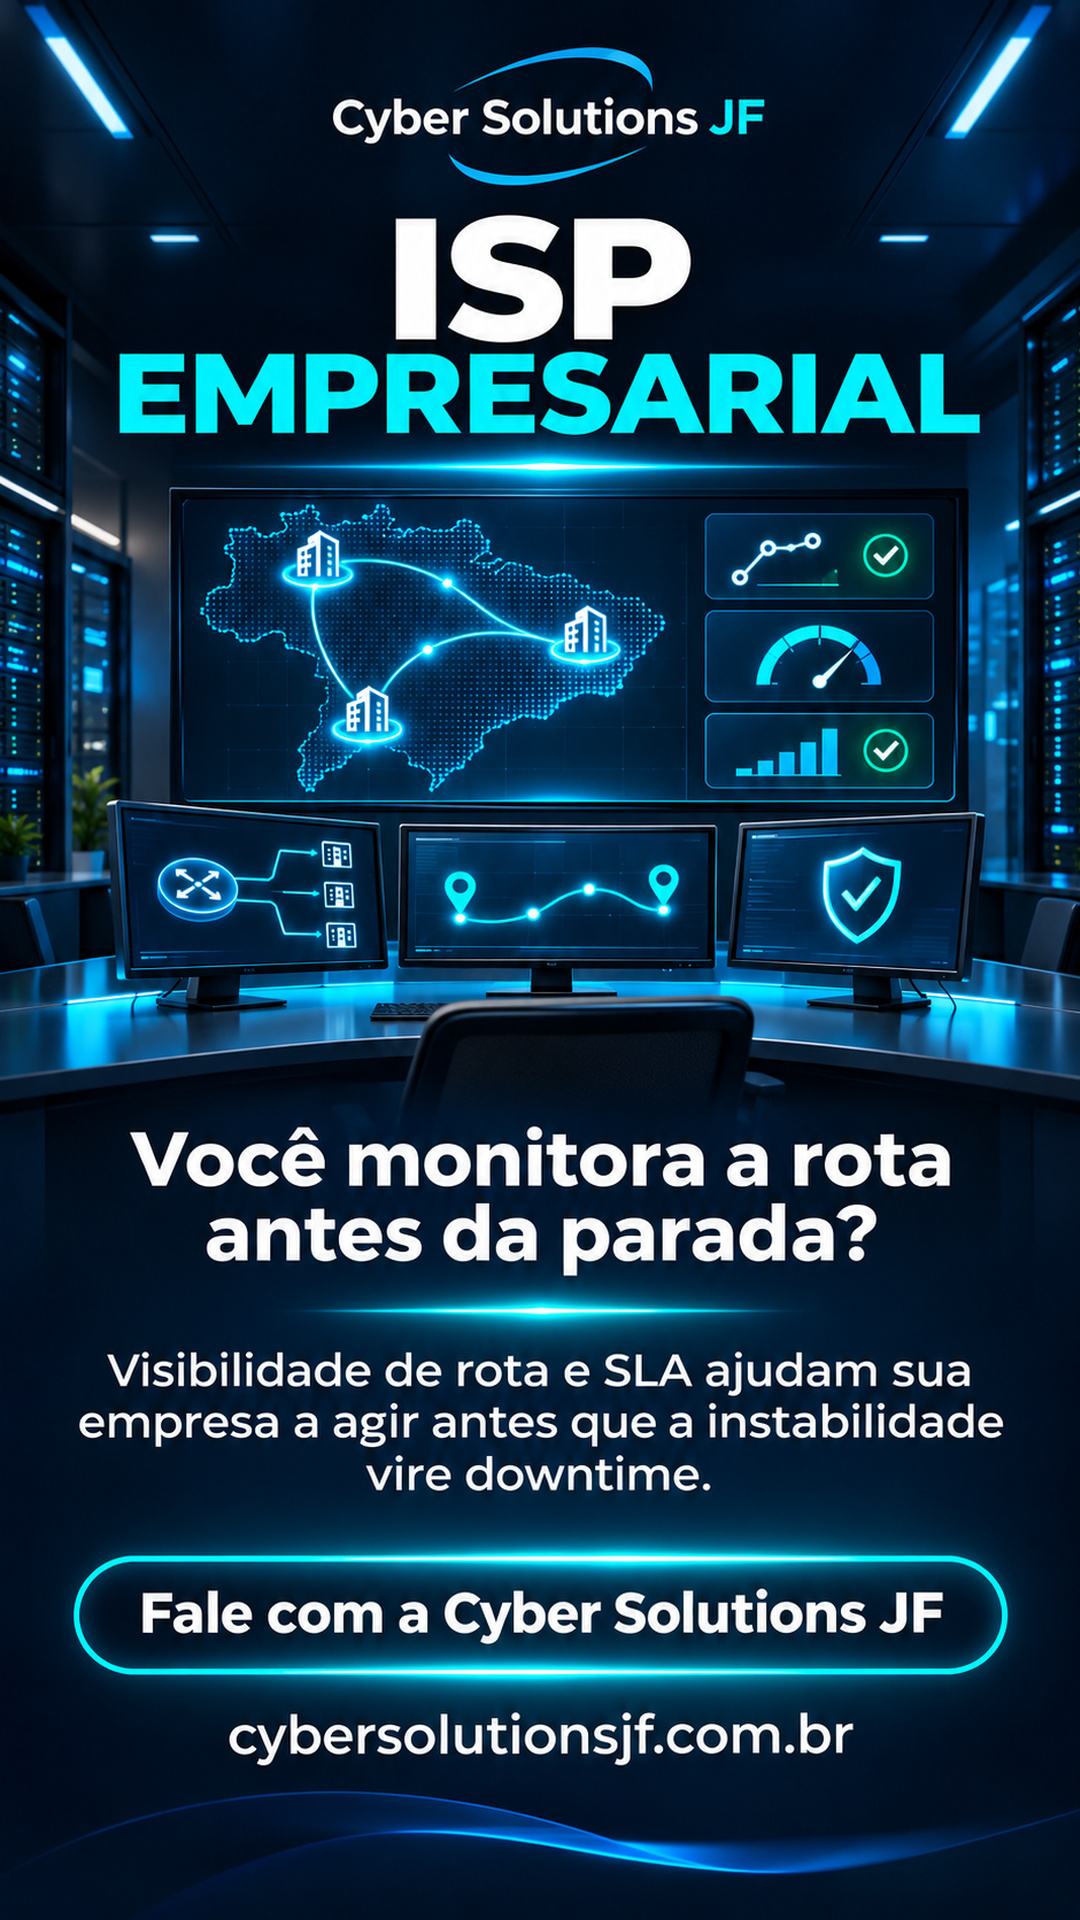 Cyber Solutions JF
ISP
EMPRESARIAL
Você monitora a rota
antes da parada?
Visibilidade de rota e SLA ajudam sua
empresa a agir antes que a instabilidade
vire downtime.
Fale com a Cyber Solutions JF
cybersolutionsjf.com.br